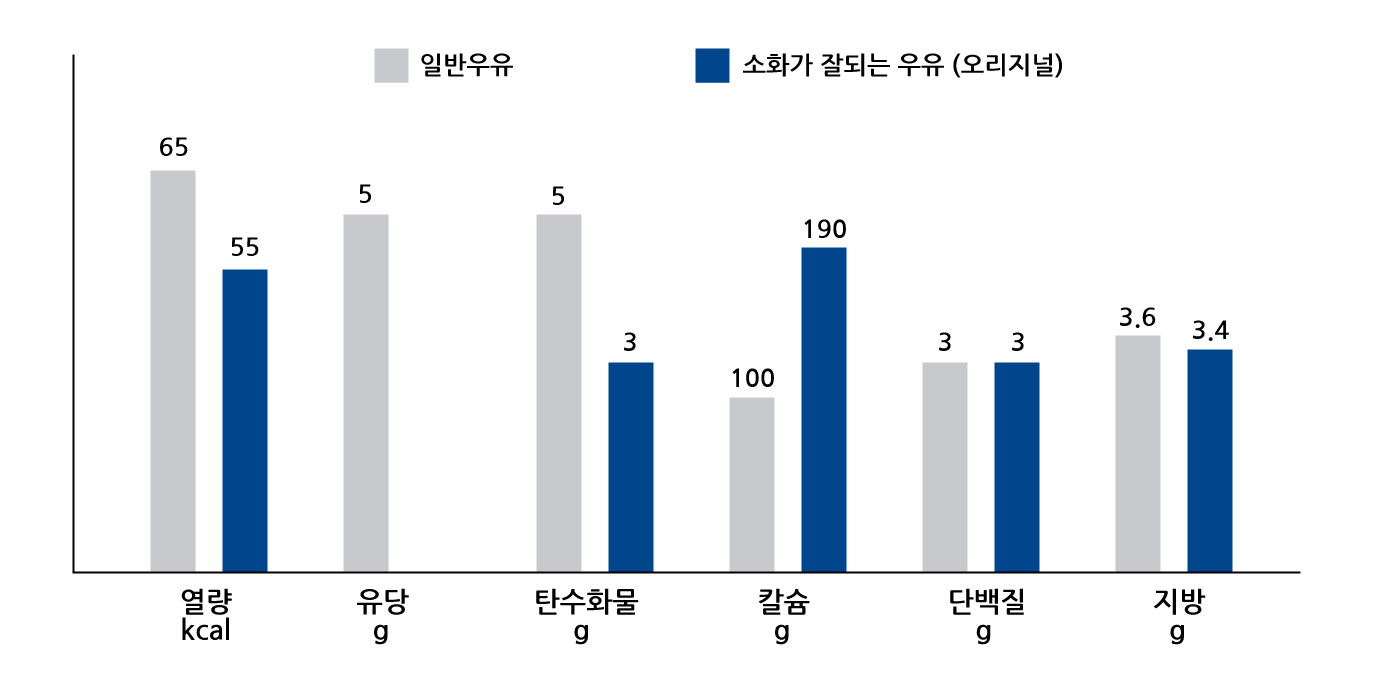 일반우유
소화가 잘되는 우유 (오리지널)
65
55
5
5
3
100
190
3
3
3.6
3.4
열량
kcal
유당
g
탄수화물
g
칼슘
g
단백질
g
지방
g